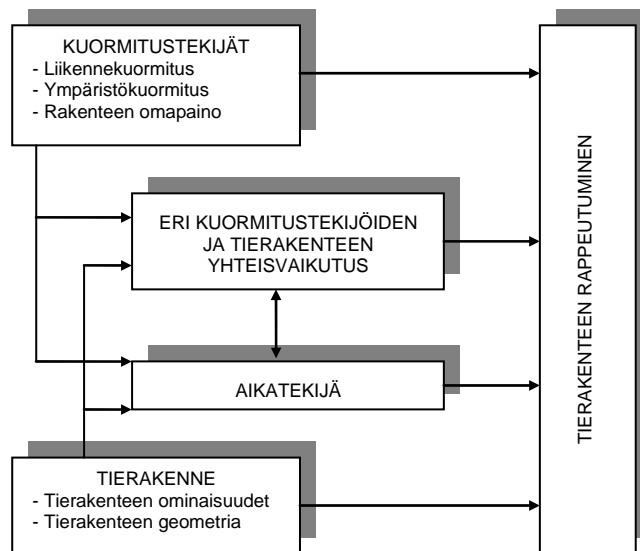 KUORMITUSTEKIJÄT
- Liikennekuormitus
- Ympäristökuormitus
- Rakenteen omapaino
ERI KUORMITUSTEKIJÖIDEN
JA TIERAKENTEEN
YHTEISVAIKUTUS
AIKATEKIJÄ
TIERAKENNE
- Tierakenteen ominaisuudet
- Tierakenteen geometria
TIERAKENTEEN RAPPEUTUMINEN